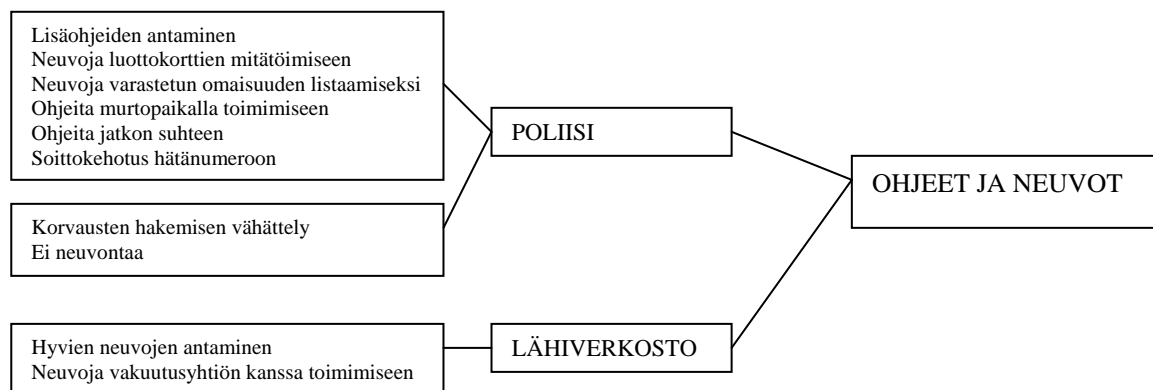 Lisäohjeiden antaminen
Neuvoja luottokorttien mitätöimiseen
Neuvoja varastetun omaisuuden listaamiseksi
Ohjeita murtopaikalla toimimiseen
Ohjeita jatkon suhteen
Soittokehotus hätänumeroon
POLIISI
OHJEET JA NEUVOT
Korvausten hakemisen vähättely
Ei neuvontaa
Hyvien neuvojen antaminen
Neuvoja vakuutusyhtiön kanssa toimimiseen
LÄHIVERKOSTO